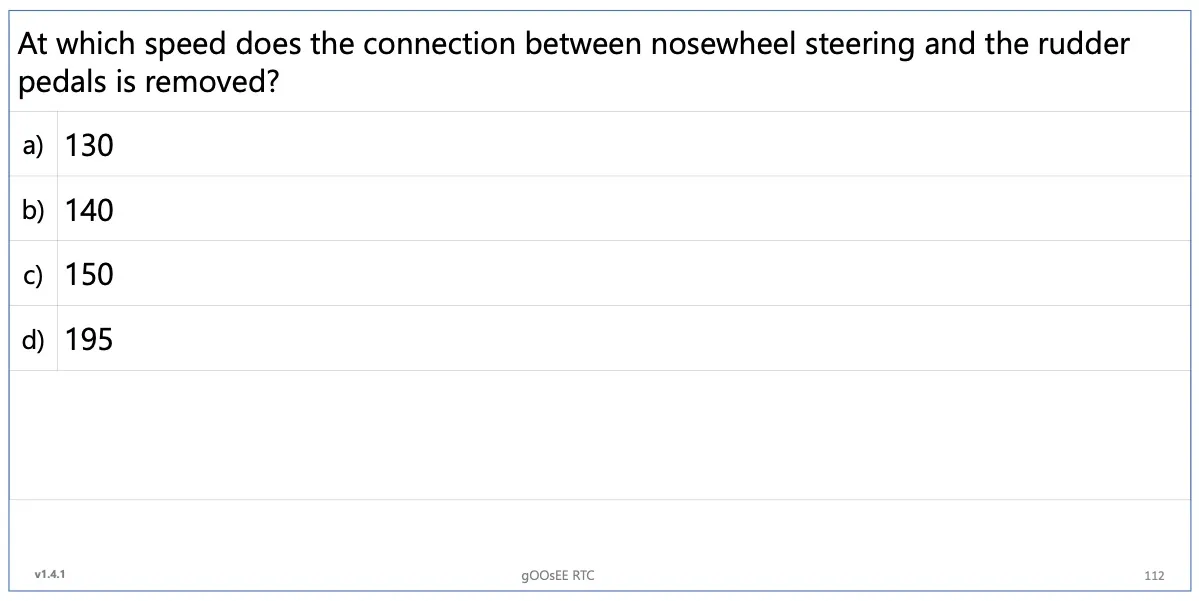 At which speed does the connection between nosewheel steering and the rudder
pedals is removed?
a) 130
b) 140
c) 150
d) 195
v1.4.1 gOOsEE RTC 112